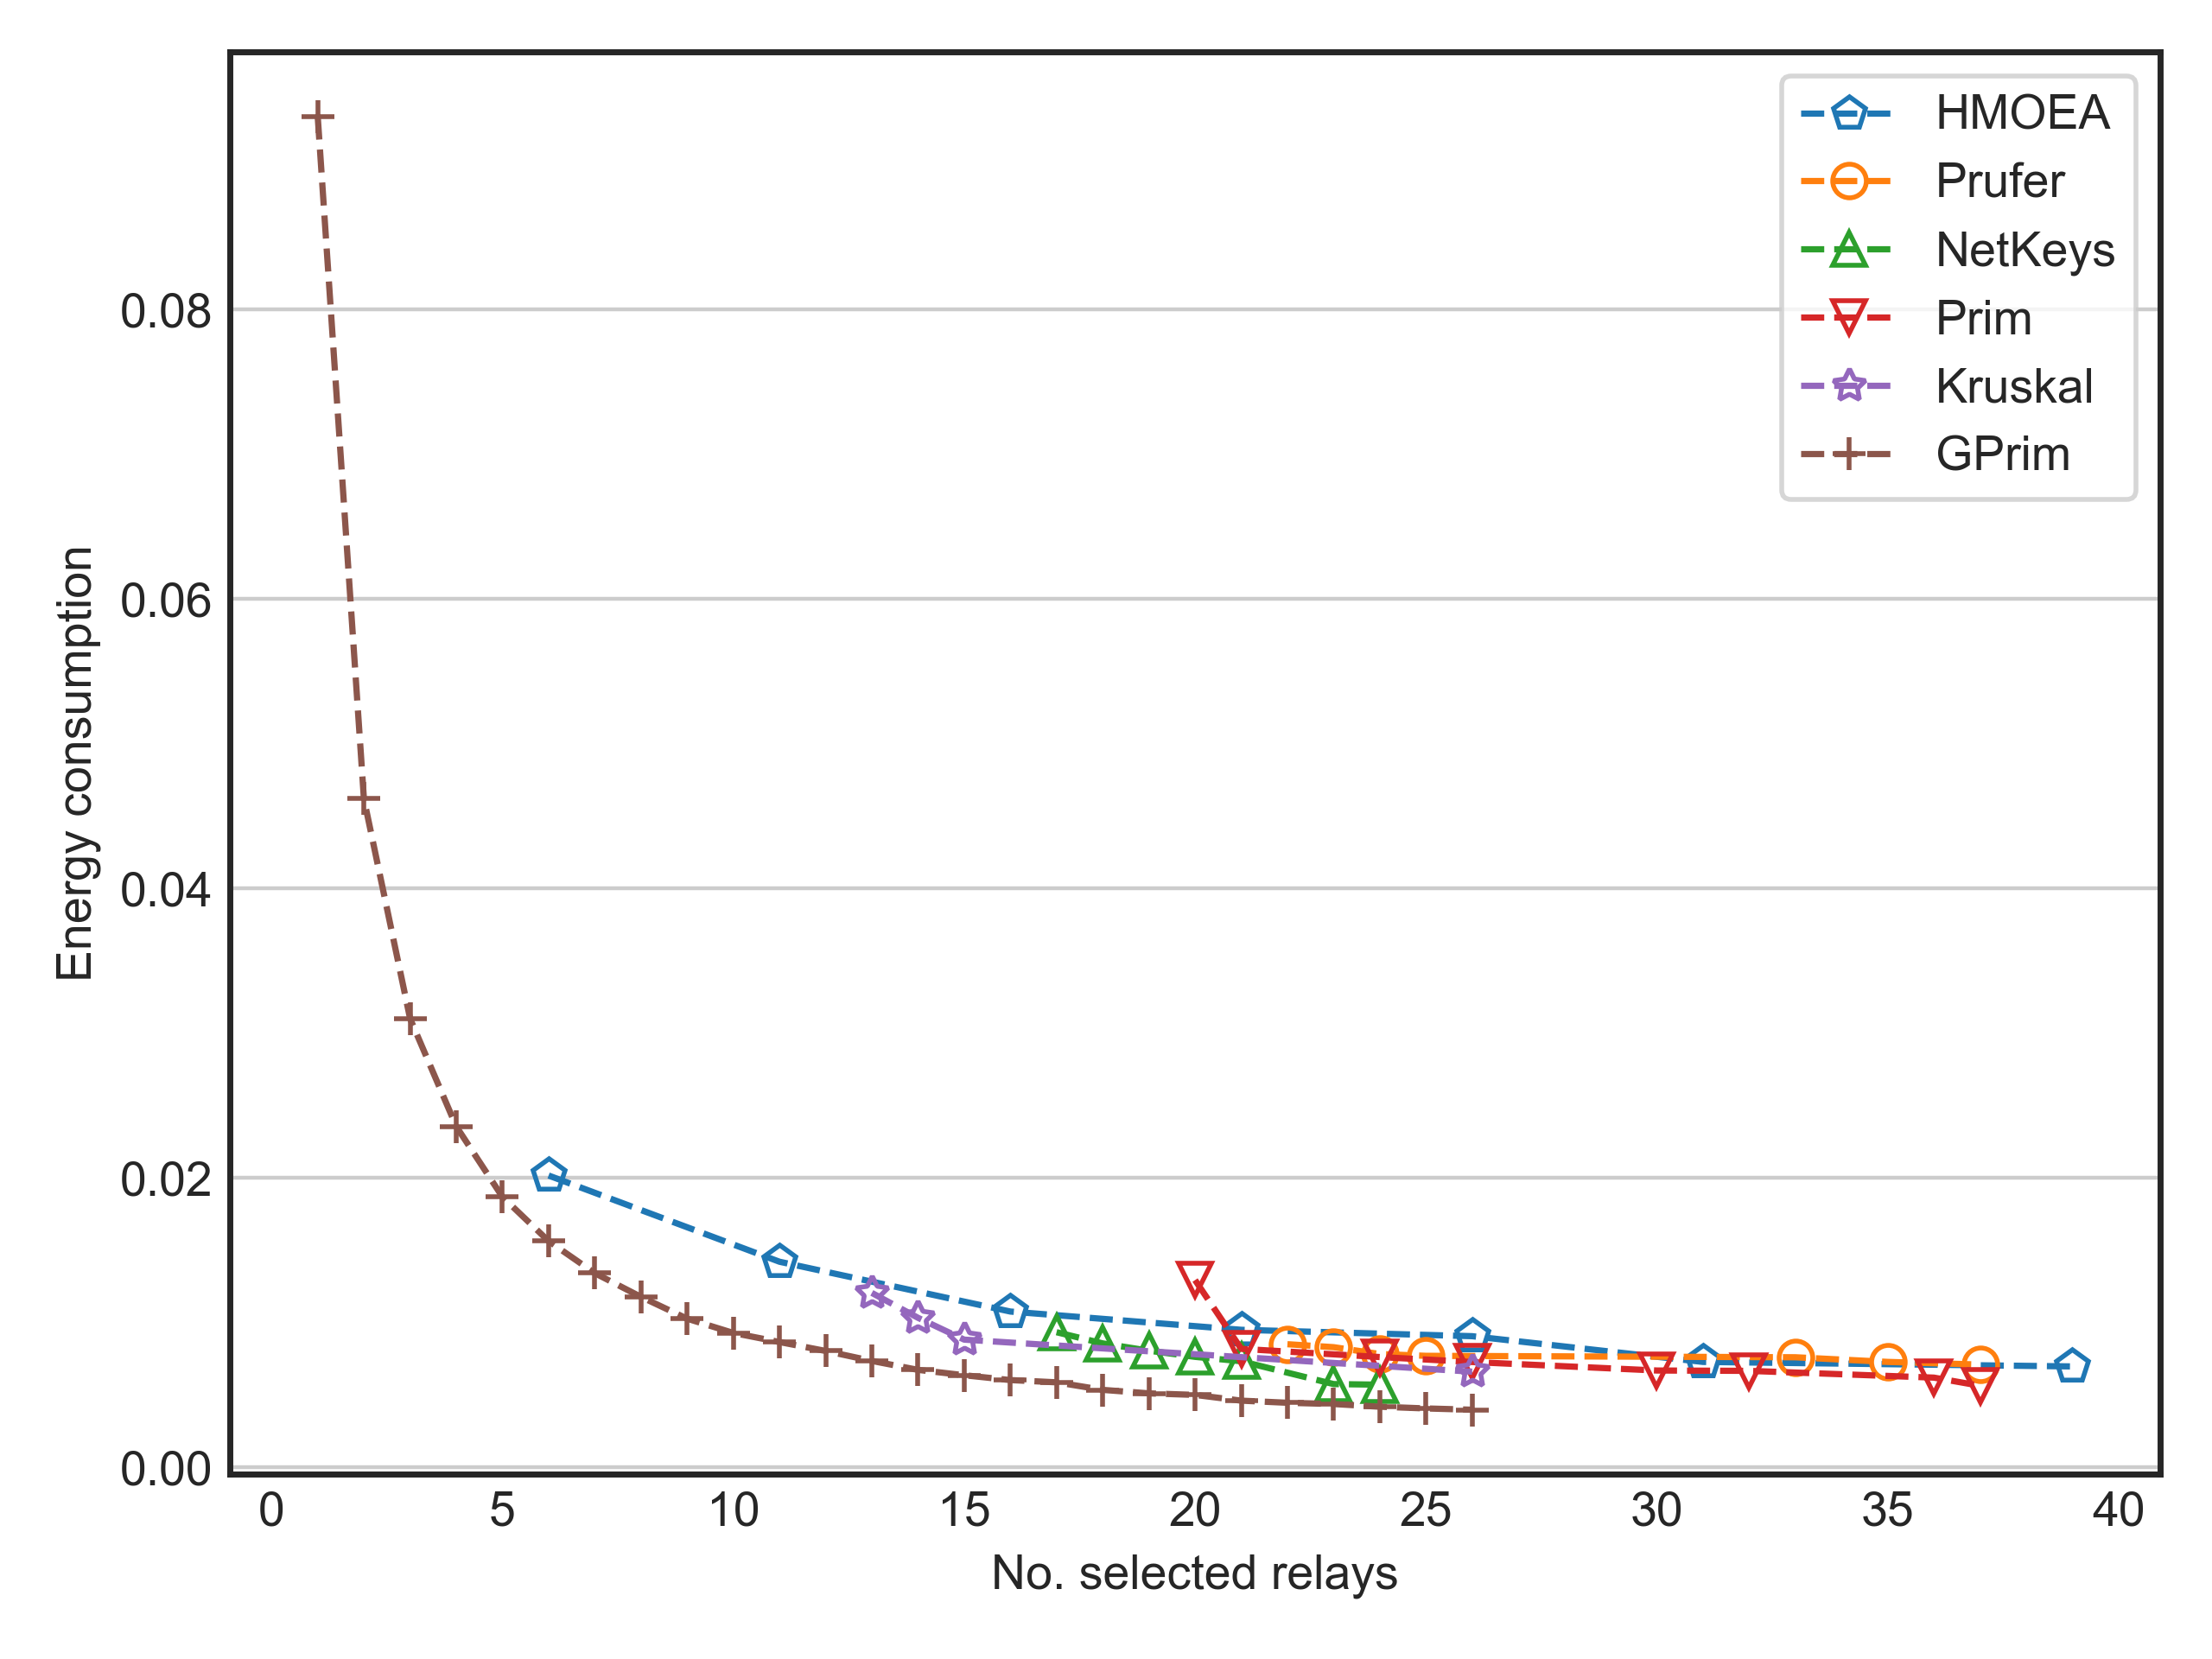 HMOEA
Prufer
NetKeys
Prim
Kruskal
GPrim
Energy consumption
0.08
0.06
0.04
0.02
0.00
0 5 10 15 20 25 30 35 40
No. selected relays